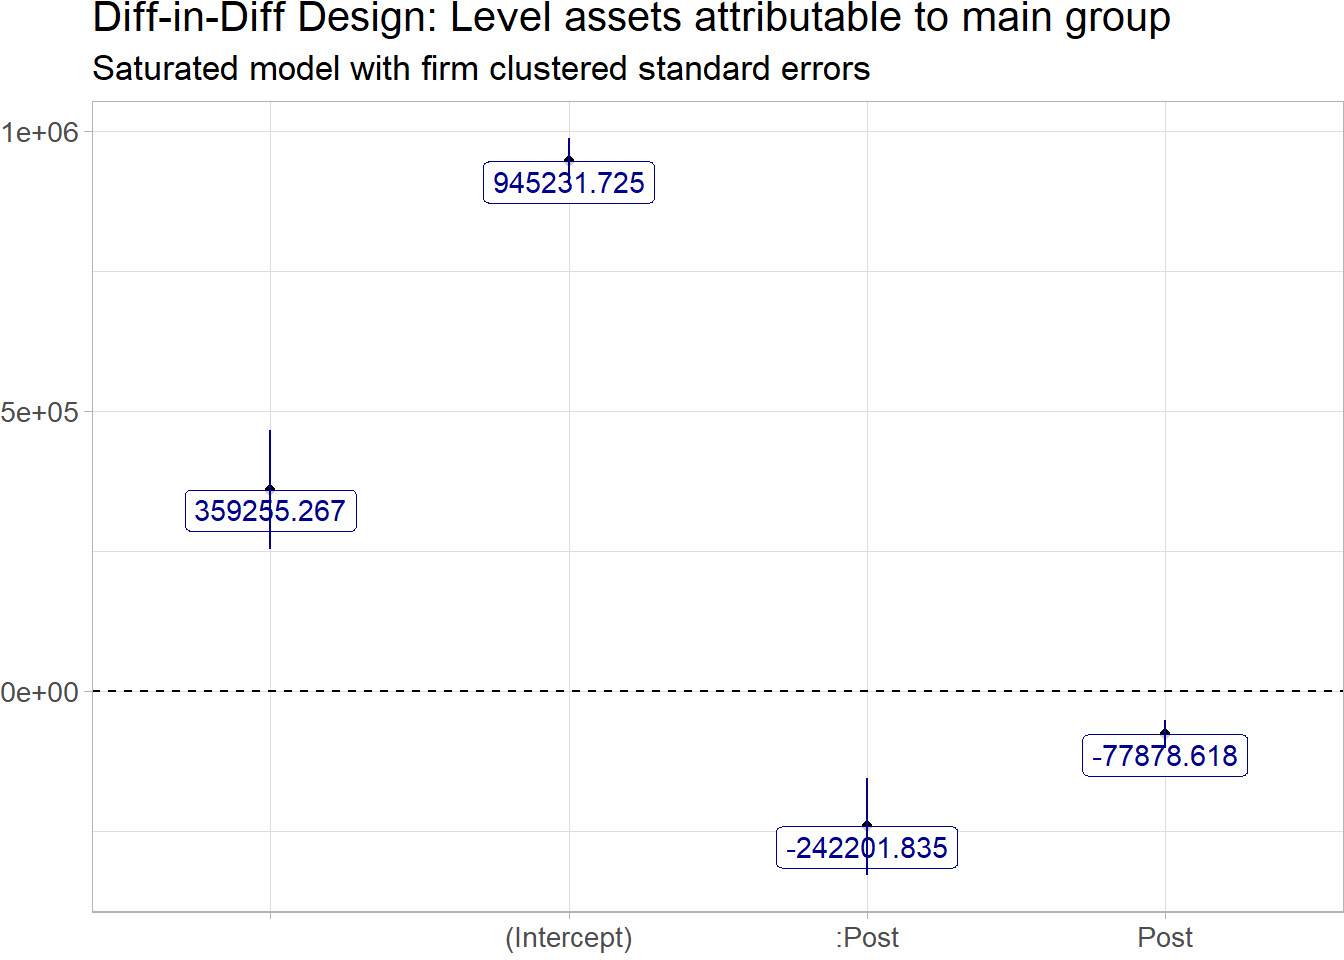 Diff-in-Diff Design: Level assets attributable to main group
Saturated model with firm clustered standard errors
1e+06
945231.725
5e+05
359255.267
0e+00
-77878.618
-242201.835
(Intercept)
:Post
Post